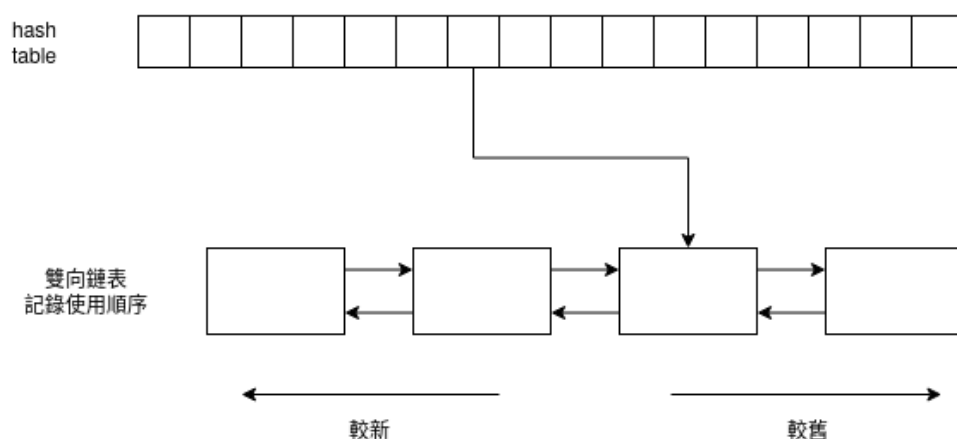 hash
table
雙向鏈表
記錄使用順序
較新
較舊